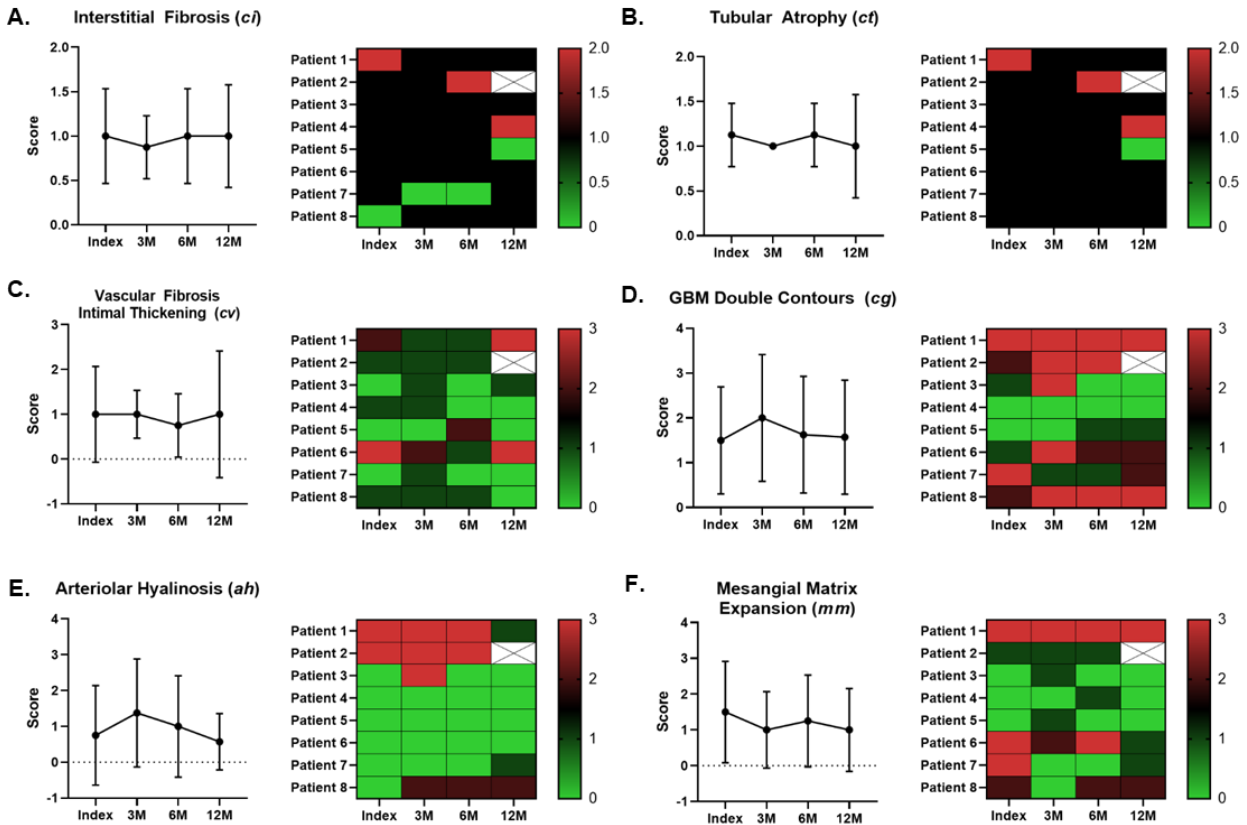 A.
Interstitial Fibrosis (ci)
Score
2.0
1.5
1.0
0.5
0.0
Index 3M 6M 12M
Patient 1
Patient 2
Patient 3
Patient 4
Patient 5
Patient 6
Patient 7
Patient 8
Index 3M 6M 12M
2.0
1.5
1.0
0.5
0
B.
Tubular Atrophy (ct)
Score
2.0
1.5
1.0
0.5
0.0
Index 3M 6M 12M
Patient 1
Patient 2
Patient 3
Patient 4
Patient 5
Patient 6
Patient 7
Patient 8
Index 3M 6M 12M
2.0
1.5
1.0
0.5
0
C.
Vascular Fibrosis
Intimal Thickening (cv)
Score
3
2
1
0
-1
Index 3M 6M 12M
Patient 1
Patient 2
Patient 3
Patient 4
Patient 5
Patient 6
Patient 7
Patient 8
Index 3M 6M 12M
3
2
1
0
D.
GBM Double Contours (cg)
Score
4
3
2
1
0
Index 3M 6M 12M
Patient 1
Patient 2
Patient 3
Patient 4
Patient 5
Patient 6
Patient 7
Patient 8
Index 3M 6M 12M
3
2
1
0
E.
Arteriolar Hyalinosis (ah)
Score
4
3
2
1
0
-1
Index 3M 6M 12M
Patient 1
Patient 2
Patient 3
Patient 4
Patient 5
Patient 6
Patient 7
Patient 8
Index 3M 6M 12M
3
2
1
0
F.
Mesangial Matrix
Expansion (mm)
Score
4
3
2
1
0
-1
Index 3M 6M 12M
Patient 1
Patient 2
Patient 3
Patient 4
Patient 5
Patient 6
Patient 7
Patient 8
Index 3M 6M 12M
3
2
1
0